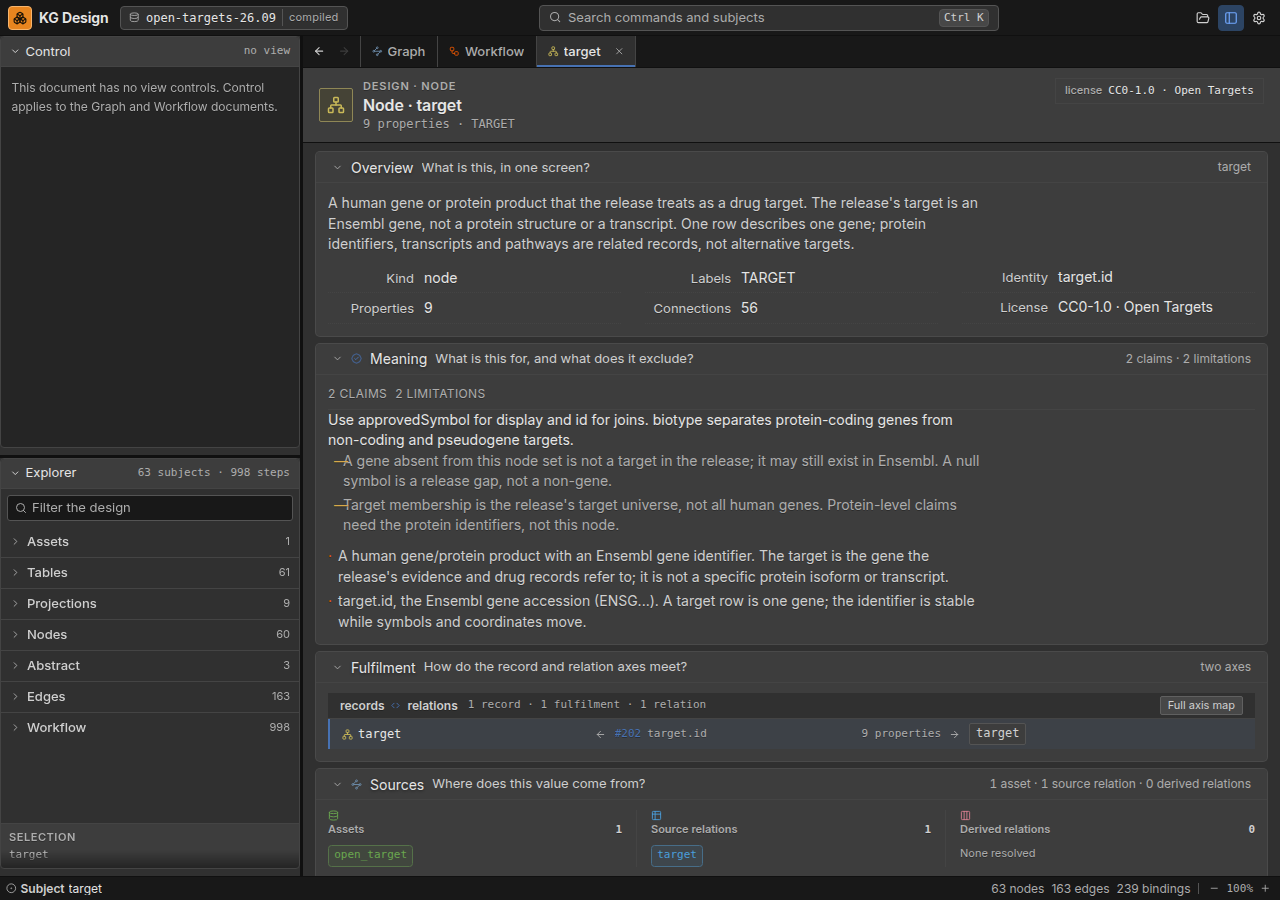 KG Design
open-targets-26.09 compiled
Search commands and subjects
Ctrl K
Control
no view
This document has no view controls. Control
applies to the Graph and Workflow documents.
Graph
Workflow
target
DESIGN · NODE
Node · target
9 properties · TARGET
license CC0-1.0 · Open Targets
Overview What is this, in one screen?
target
A human gene or protein product that the release treats as a drug target. The release's target is an
Ensembl gene, not a protein structure or a transcript. One row describes one gene; protein
identifiers, transcripts and pathways are related records, not alternative targets.
Kind node
Labels TARGET
Identity target.id
Properties 9
Connections 56
License CC0-1.0 · Open Targets
Meaning What is this for, and what does it exclude?
2 claims · 2 limitations
2 CLAIMS 2 LIMITATIONS
Use approvedSymbol for display and id for joins. biotype separates protein-coding genes from
non-coding and pseudogene targets.
—A gene absent from this node set is not a target in the release; it may still exist in Ensembl. A null
symbol is a release gap, not a non-gene.
—Target membership is the release's target universe, not all human genes. Protein-level claims
need the protein identifiers, not this node.
· A human gene/protein product with an Ensembl gene identifier. The target is the gene the
release's evidence and drug records refer to; it is not a specific protein isoform or transcript.
· target.id, the Ensembl gene accession (ENSG...). A target row is one gene; the identifier is stable
while symbols and coordinates move.
Fulfilment How do the record and relation axes meet?
two axes
records <> relations 1 record · 1 fulfilment · 1 relation
Full axis map
target
← #202 target.id
9 properties → target
Sources Where does this value come from?
1 asset · 1 source relation · 0 derived relations
Assets 1
Source relations 1
Derived relations 0
open_target
target
None resolved
Explorer
63 subjects · 998 steps
Filter the design
Assets 1
Tables 61
Projections 9
Nodes 60
Abstract 3
Edges 163
Workflow 998
SELECTION
target
Subject target
63 nodes 163 edges 239 bindings
− 100% +